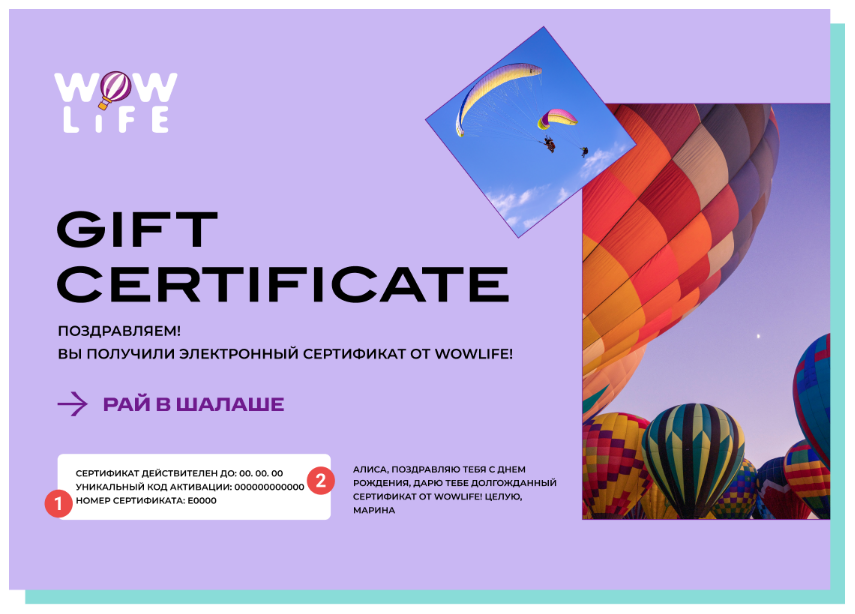 WOW
LIFE
GIFT
CERTIFICATE
ПОЗДРАВЛЯЕМ!
ВЫ ПОЛУЧИЛИ ЭЛЕКТРОННЫЙ СЕРТИФИКАТ ОТ WOWLIFE!
РАЙ В ШАЛАШЕ
СЕРТИФИКАТ ДЕЙСТВИТЕЛЕН ДО: 00. 00. 00
УНИКАЛЬНЫЙ КОД АКТИВАЦИИ: 000000000000
2
1
НОМЕР СЕРТИФИКАТА: E0000
АЛИСА, ПОЗДРАВЛЯЮ ТЕБЯ С ДНЕМ
РОЖДЕНИЯ, ДАРЮ ТЕБЕ ДОЛГОЖДАННЫЙ
СЕРТИФИКАТ ОТ WOWLIFE! ЦЕЛУЮ,
МАРИНА